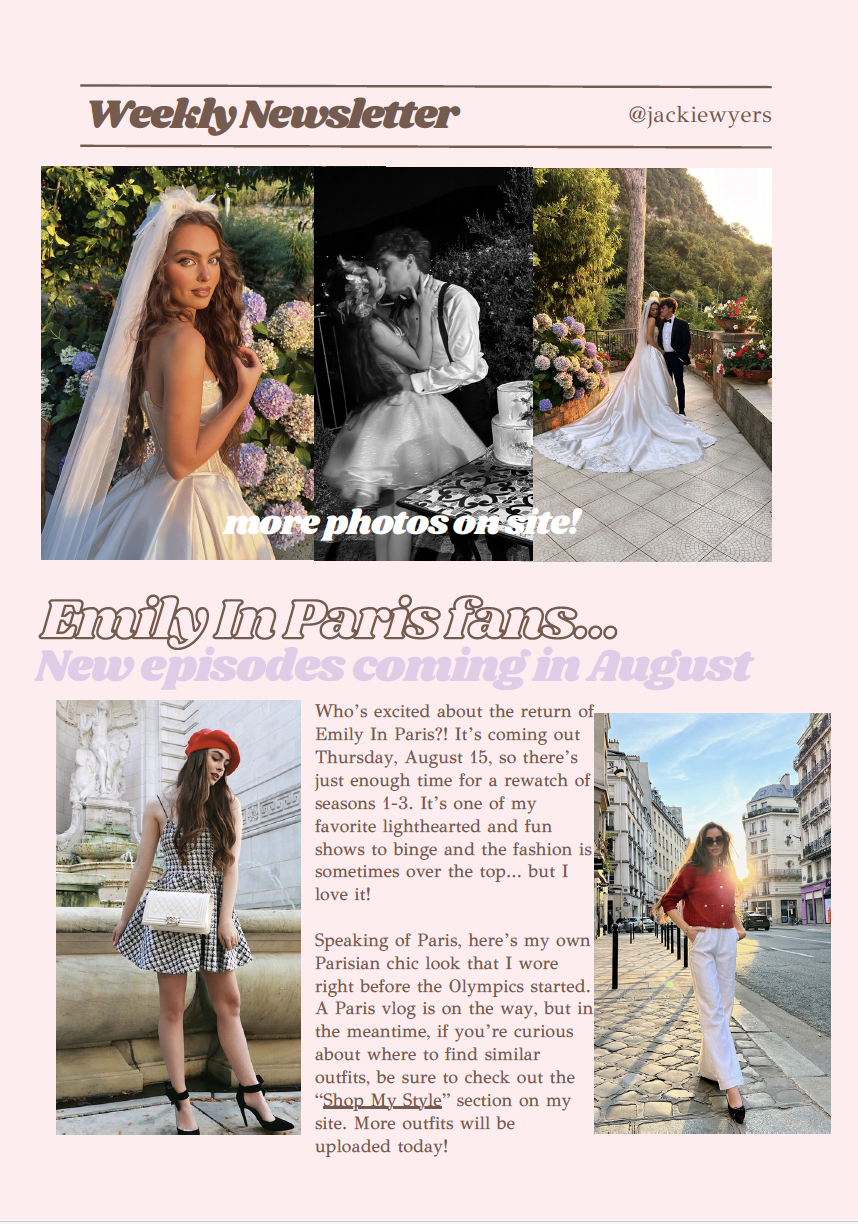 Weekly Newsletter
@jackiewyers
more photos on site!
Emily In Paris fans...
New episodes coming in August
Who's excited about the return of
Emily In Paris?! It's coming out
Thursday, August 15, so there's
just enough time for a rewatch of
seasons 1-3. It's one of my
favorite lighthearted and fun
shows to binge and the fashion is
sometimes over the top... but I
love it!
Speaking of Paris, here's my own
Parisian chic look that I wore
right before the Olympics started.
A Paris vlog is on the way, but in
the meantime, if you're curious
about where to find similar
outfits, be sure to check out the
“Shop My Style” section on my
site. More outfits will be
uploaded today!